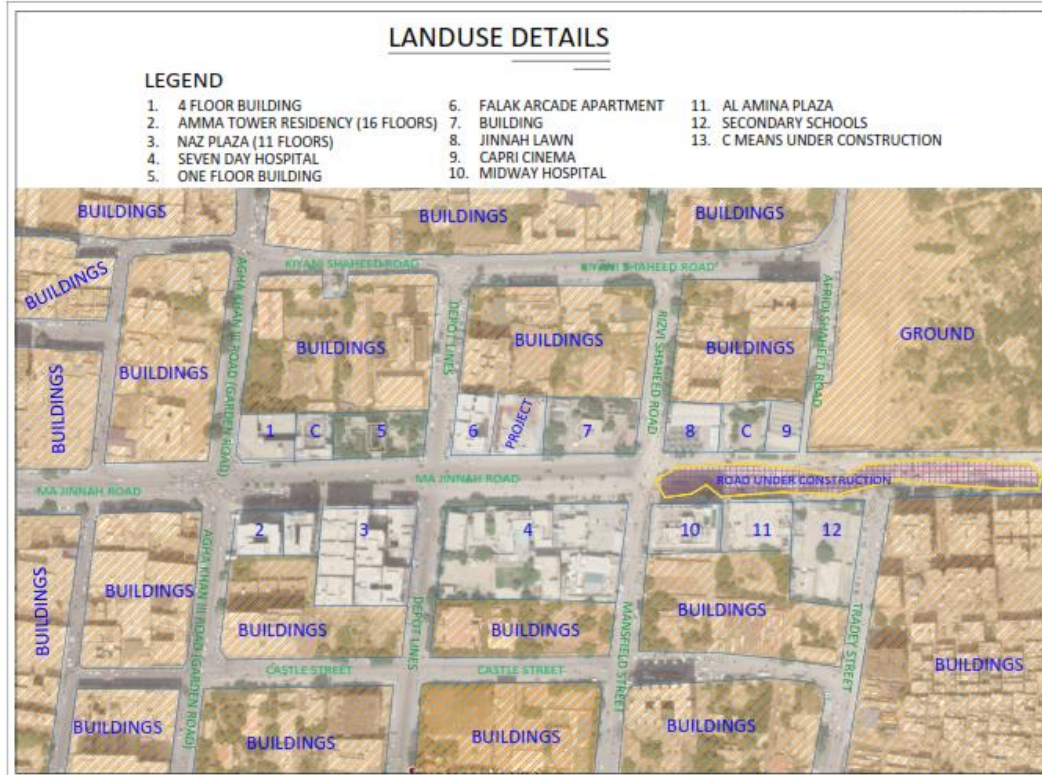 LANDUSE DETAILS
LEGEND
1. 4 FLOOR BUILDING
2. AMMA TOWER RESIDENCY (16 FLOORS)
3. NAZ PLAZA (11 FLOORS)
4. SEVEN DAY HOSPITAL
5. ONE FLOOR BUILDING
6. FALAK ARCADE APARTMENT
7. BUILDING
8. JINNAH LAWN
9. CAPRI CINEMA
10. MIDWAY HOSPITAL
11. AL AMINA PLAZA
12. SECONDARY SCHOOLS
13. C MEANS UNDER CONSTRUCTION
BUILDINGS
BUILDINGS
BUILDINGS
KIYANI SHAHEED ROAD
KIYANI SHAHEED ROAD
BUILDINGS
AGHA KHAN III ROAD (GARDEN ROAD)
DEPOT LINES
RIZVI SHAHEED ROAD
AFRIDI SHAHEED ROAD
GROUND
BUILDINGS
BUILDINGS
BUILDINGS
BUILDINGS
BUILDINGS
1
C
5
6
PROJECT
7
8
C
9
MA JINNAH ROAD
MA JINNAH ROAD
ROAD UNDER CONSTRUCTION
2
3
4
10
11
12
AGHA KHAN III ROAD (GARDEN ROAD)
DEPOT LINES
MANSFIELD STREET
TRADEY STREET
BUILDINGS
BUILDINGS
BUILDINGS
BUILDINGS
BUILDINGS
BUILDINGS
CASTLE STREET
CASTLE STREET
BUILDINGS
BUILDINGS
BUILDINGS
BUILDINGS